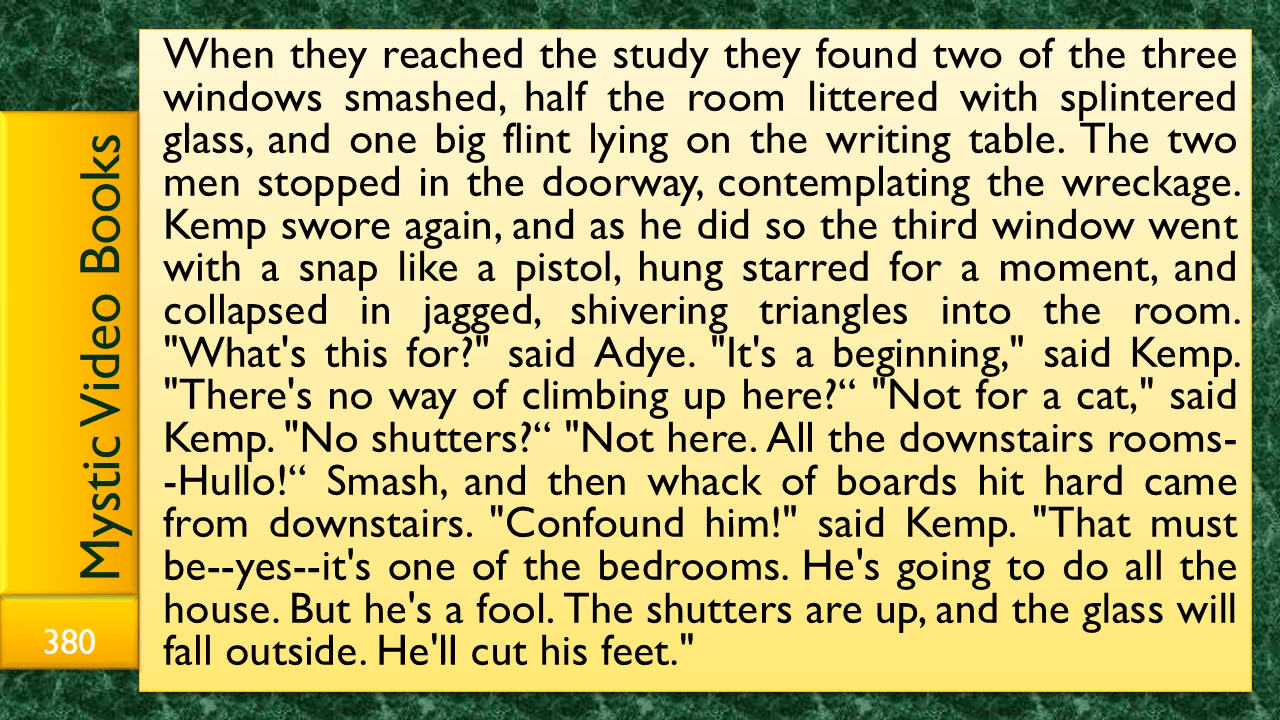 When they reached the study they found two of the three
windows smashed, half the room littered with splintered
glass, and one big flint lying on the writing table. The two
men stopped in the doorway, contemplating the wreckage.
Kemp swore again, and as he did so the third window went
with a snap like a pistol, hung starred for a moment, and
collapsed in jagged, shivering triangles into the room.
"What's this for?" said Adye. "It's a beginning," said Kemp.
"There's no way of climbing up here?“ "Not for a cat," said
Kemp. "No shutters?“ "Not here. All the downstairs rooms-
-Hullo!“ Smash, and then whack of boards hit hard came
from downstairs. "Confound him!" said Kemp. "That must
be--yes--it's one of the bedrooms. He's going to do all the
house. But he's a fool. The shutters are up, and the glass will
fall outside. He'll cut his feet."
Mystic Video Books
380